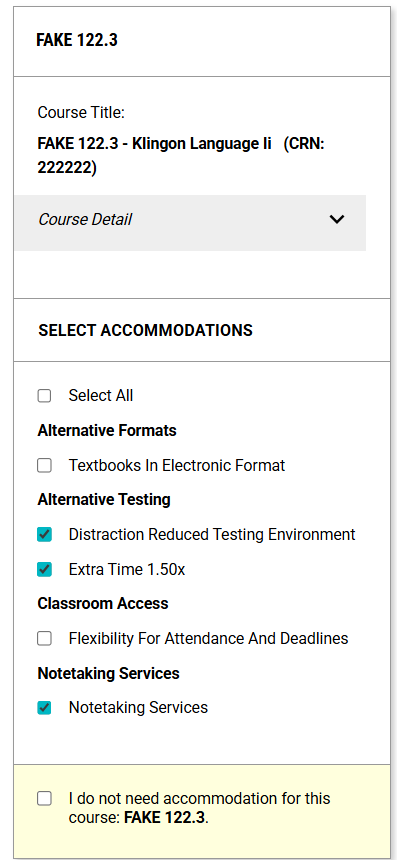 FAKE 122.3
Course Title:
FAKE 122.3 - Klingon Language Ii (CRN:
222222)
Course Detail
SELECT ACCOMMODATIONS
Select All
Alternative Formats
Textbooks In Electronic Format
Alternative Testing
Distraction Reduced Testing Environment
Extra Time 1.50x
Classroom Access
Flexibility For Attendance And Deadlines
Notetaking Services
Notetaking Services
I do not need accommodation for this
course: FAKE 122.3.